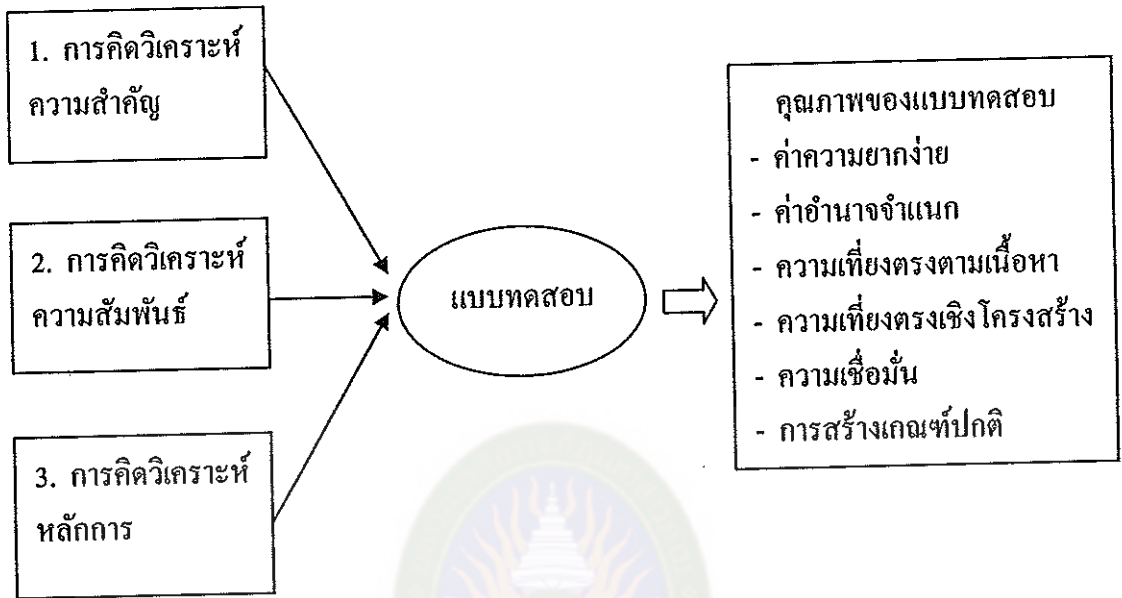 1. การคิดวิเคราะห์
ความสำคัญ
2. การคิดวิเคราะห์
ความสัมพันธ์
3. การคิดวิเคราะห์
หลักการ
แบบทดสอบ
คุณภาพของแบบทดสอบ
- ค่าความยากง่าย
- ค่าอำนาจจำแนก
- ความเที่ยงตรงตามเนื้อหา
- ความเที่ยงตรงเชิงโครงสร้าง
- ความเชื่อมั่น
- การสร้างเกณฑ์ปกติ